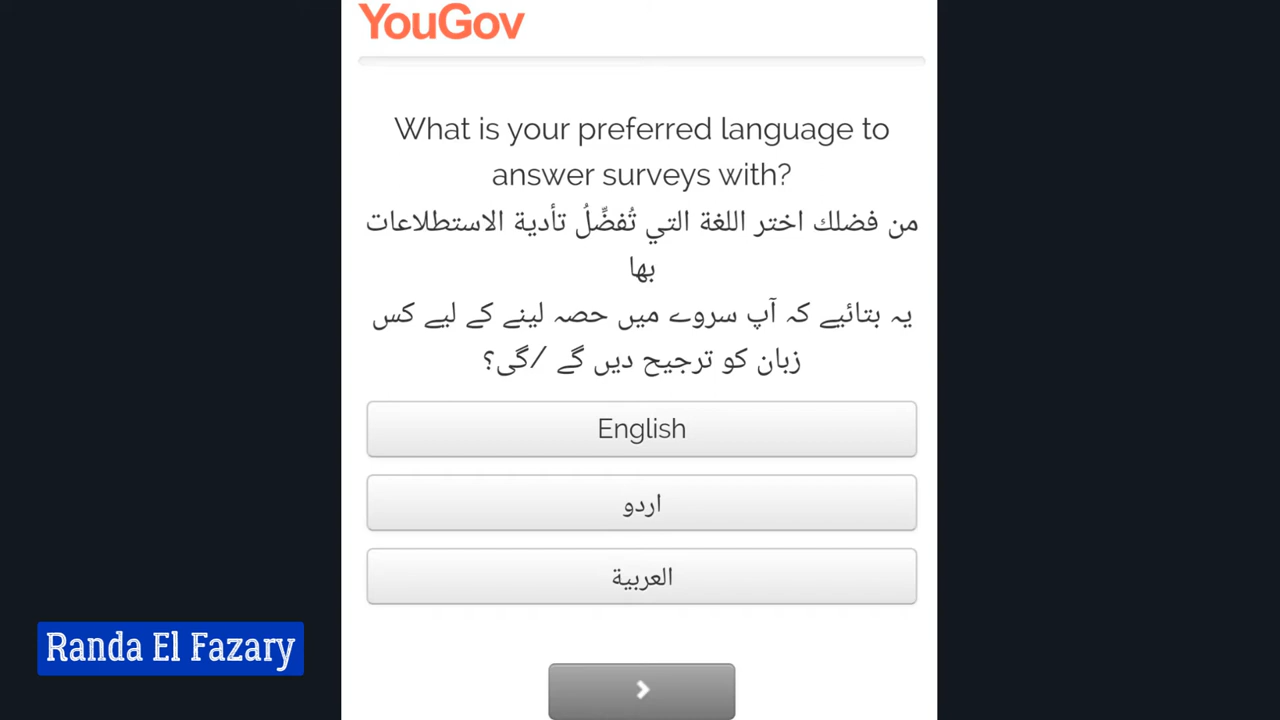 YouGov
What is your preferred language to
answer surveys with?
من فضلك اختر اللغة التي تُفضِّلُ تأدية الاستطلاعات
بها
یہ بتائیے کہ آپ سروے میں حصہ لینے کے لیے کس
زبان کو ترجیح دیں گے /گی؟
English
اردو
العربية
Randa El Fazary